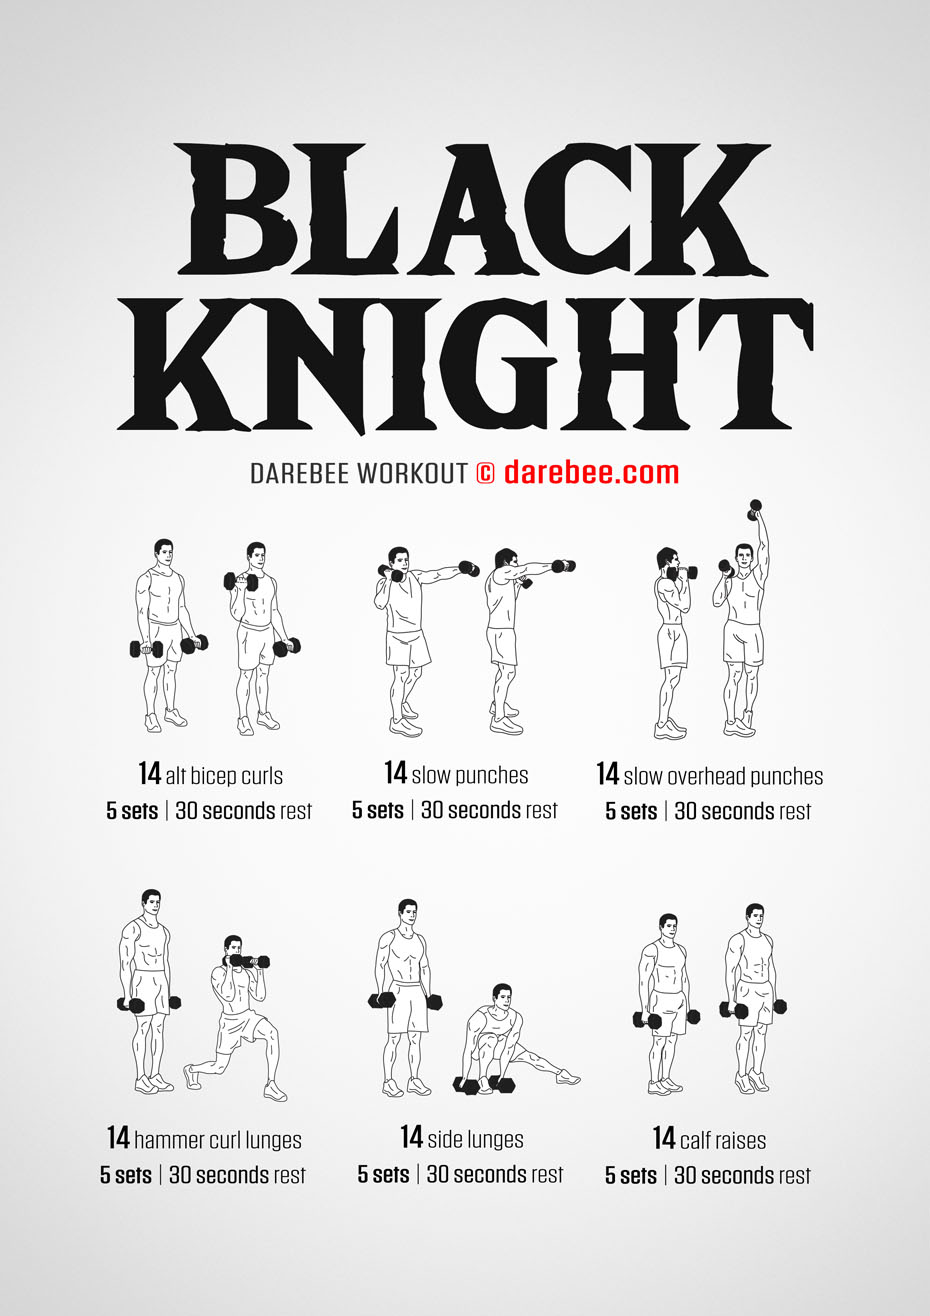 BLACK
KNIGHT
DAREBEE WORKOUT © darebee.com
14 alt bicep curls
5 sets | 30 seconds rest
14 slow punches
5 sets | 30 seconds rest
14 slow overhead punches
5 sets | 30 seconds rest
14 hammer curl lunges
5 sets | 30 seconds rest
14 side lunges
5 sets | 30 seconds rest
14 calf raises
5 sets | 30 seconds rest